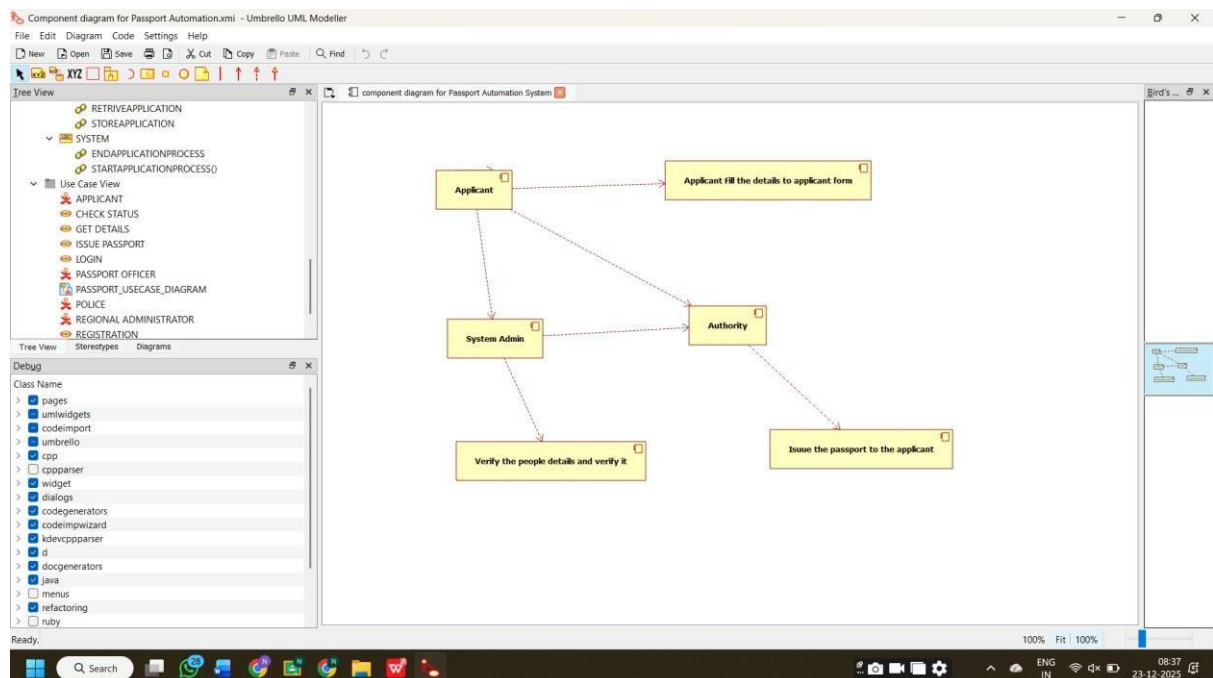 Component diagram for Passport Automation.xmi - Umbrello UML Modeller
File Edit Diagram Code Settings Help
New Open Save Cut Copy Paste Find
XYZ
Tree View
component diagram for Passport Automation System
Bird's ...
RETRIVEAPPLICATION
STOREAPPLICATION
SYSTEM
ENDAPPLICATIONPROCESS
STARTAPPLICATIONPROCESS()
Use Case View
APPLICANT
CHECK STATUS
GET DETAILS
ISSUE PASSPORT
LOGIN
PASSPORT OFFICER
PASSPORT_USECASE_DIAGRAM
POLICE
REGIONAL ADMINISTRATOR
REGISTRATION
Tree View Stereotypes Diagrams
Debug
Class Name
pages
umlwidgets
codeimport
umbrello
cpp
cppparser
widget
dialogs
codegenerators
codeimpwizard
kdevcppparser
d
docgenerators
java
menus
refactoring
ruby
Applicant
Applicant Fill the details to applicant form
System Admin
Authority
Verify the people details and verify it
Isuue the passport to the applicant
Ready.
100% Fit 100%
Search
28
ENG
IN
08:37
23-12-2025